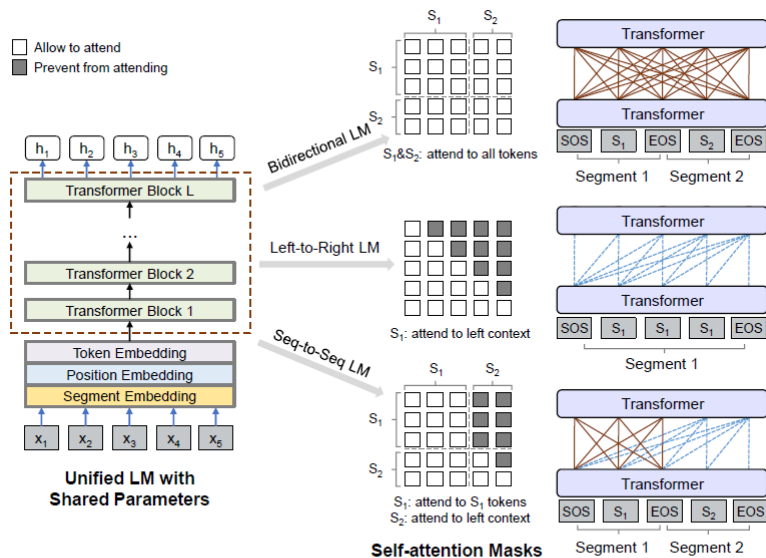 Allow to attend
Prevent from attending
h1 h2 h3 h4 h5
Transformer Block L
...
Transformer Block 2
Transformer Block 1
Token Embedding
Position Embedding
Segment Embedding
x1 x2 x3 x4 x5
Unified LM with
Shared Parameters
Bidirectional LM
Left-to-Right LM
Seq-to-Seq LM
S1 S2
S1
S2
S1&S2: attend to all tokens
Transformer
Transformer
SOS S1 EOS S2 EOS
Segment 1 Segment 2
S1: attend to left context
Transformer
Transformer
SOS S1 S1 S1 EOS
Segment 1
S1 S2
S1
S2
S1: attend to S1 tokens
S2: attend to left context
Transformer
Transformer
SOS S1 EOS S2 EOS
Segment 1 Segment 2
Self-attention Masks